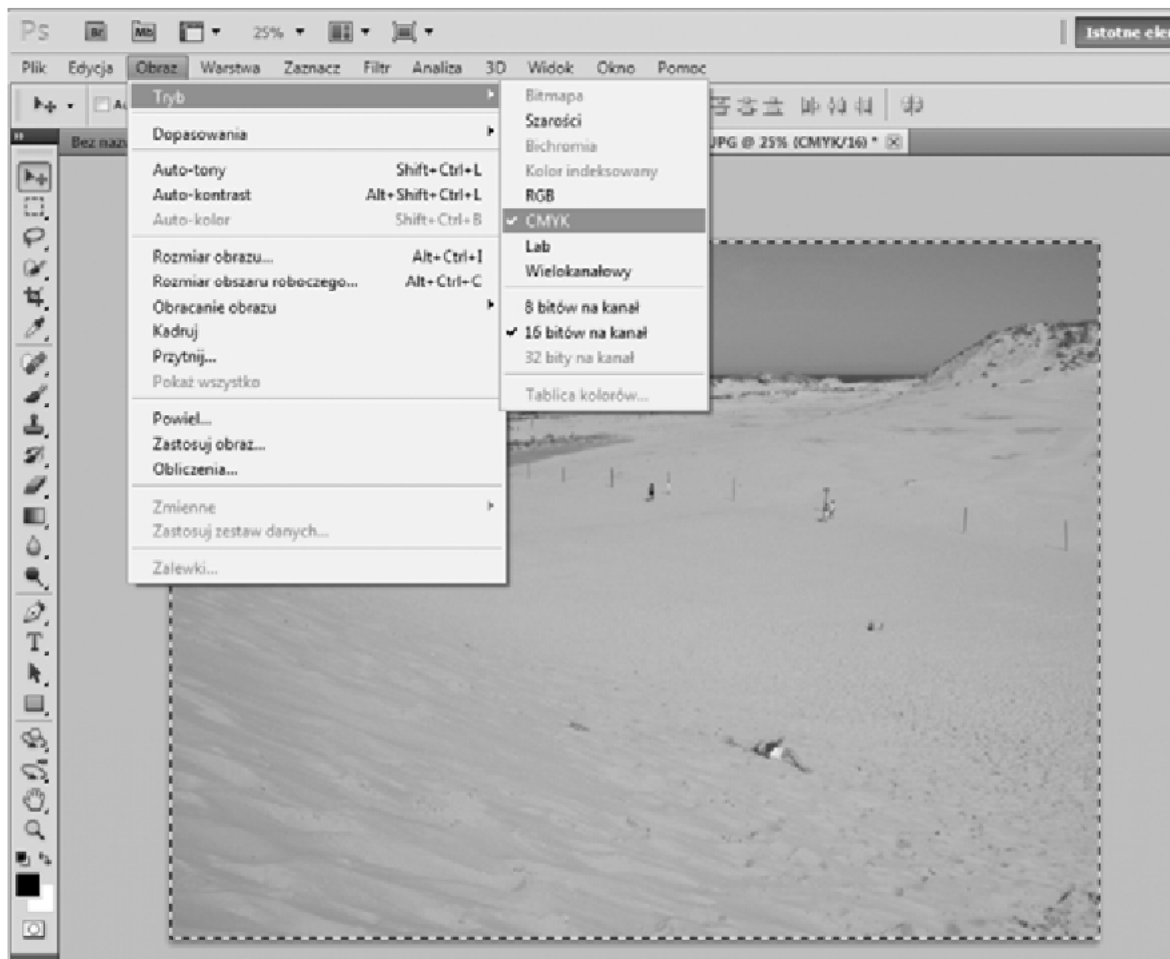 Ps Br Mb 25%
Istotne ele
Plik Edycja Obraz Warstwa Zaznacz Filtr Analiza 3D Widok Okno Pomoc
Bez naz
JPG @ 25% (CMYK/16) *
Tryb
Dopasowania
Auto-tony Shift+Ctrl+L
Auto-kontrast Alt+Shift+Ctrl+L
Auto-kolor Shift+Ctrl+B
Rozmiar obrazu... Alt+Ctrl+I
Rozmiar obszaru roboczego... Alt+Ctrl+C
Obracanie obrazu
Kadruj
Przytnij...
Pokaż wszystko
Powiel...
Zastosuj obraz...
Obliczenia...
Zmienne
Zastosuj zestaw danych...
Zalewki...
Bitmapa
Szarości
Bichromia
Kolor indeksowany
RGB
CMYK
Lab
Wielokanałowy
8 bitów na kanał
16 bitów na kanał
32 bity na kanał
Tablica kolorów...